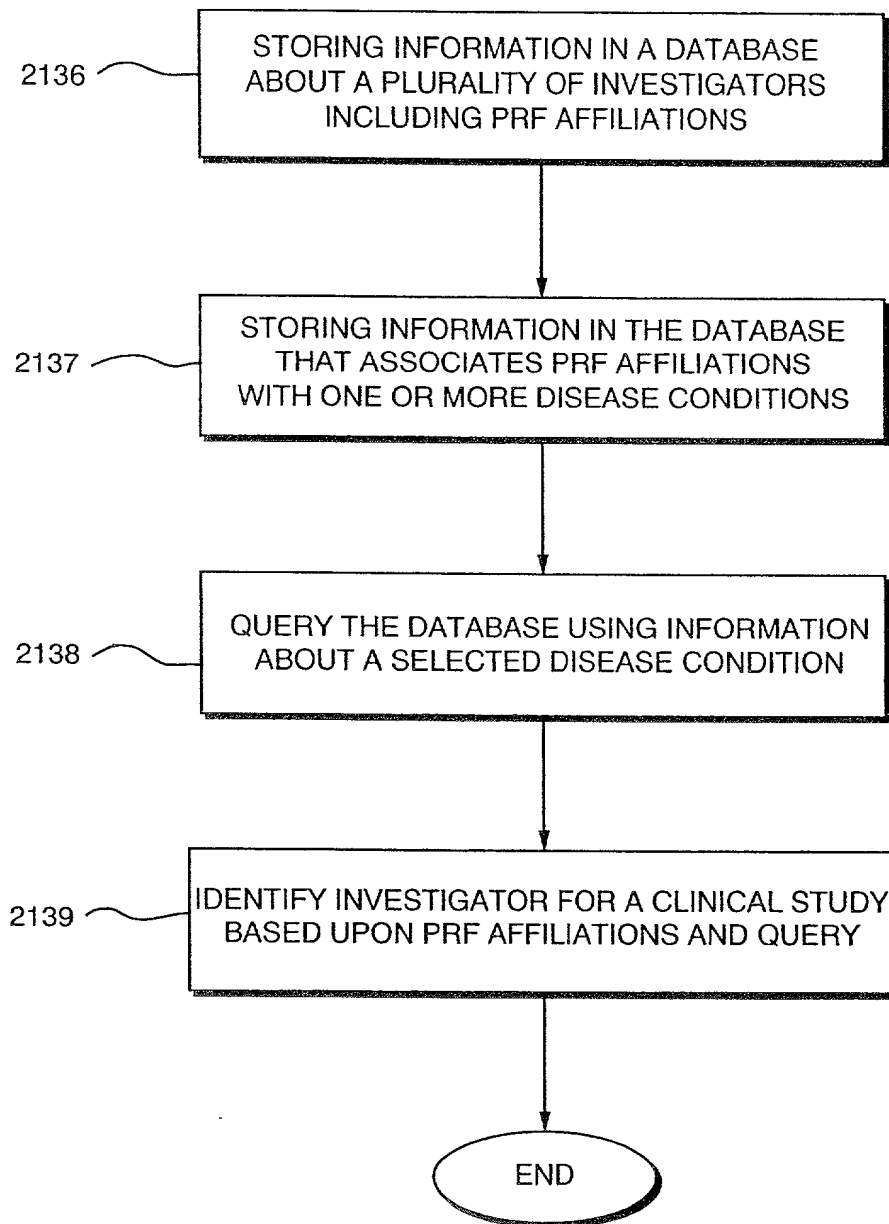 2136
STORING INFORMATION IN A DATABASE
ABOUT A PLURALITY OF INVESTIGATORS
INCLUDING PRF AFFILIATIONS
2137
STORING INFORMATION IN THE DATABASE
THAT ASSOCIATES PRF AFFILIATIONS
WITH ONE OR MORE DISEASE CONDITIONS
2138
QUERY THE DATABASE USING INFORMATION
ABOUT A SELECTED DISEASE CONDITION
2139
IDENTIFY INVESTIGATOR FOR A CLINICAL STUDY
BASED UPON PRF AFFILIATIONS AND QUERY
END